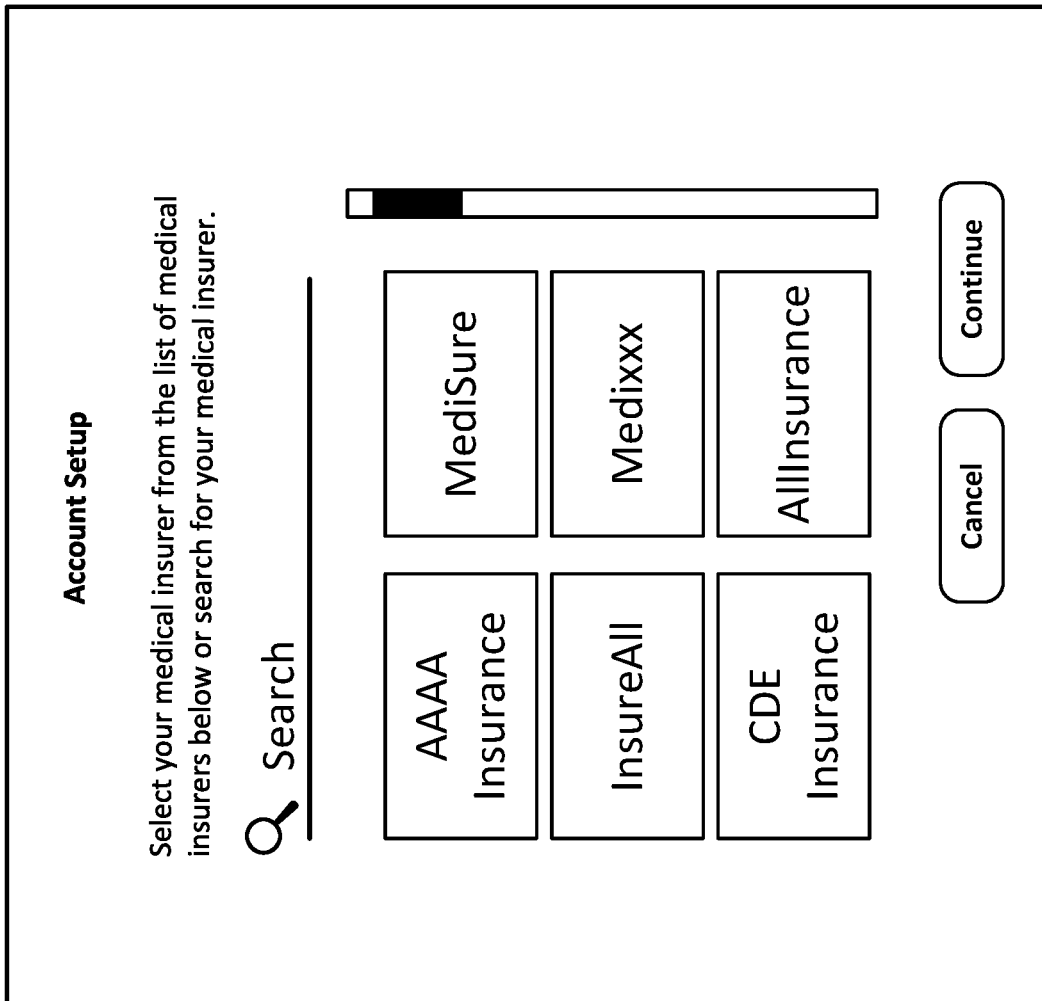 Account Setup
Select your medical insurer from the list of medical
insurers below or search for your medical insurer.
Search
AAAA
Insurance
MediSure
InsureAll
Medixxx
CDE
Insurance
AllInsurance
Cancel
Continue